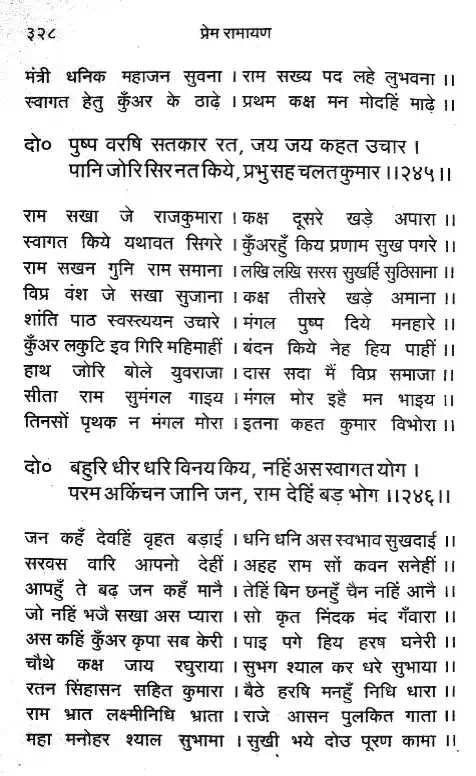 ३२८ प्रेम रामायण
मंत्री धनिक महाजन सुवना । राम सख्य पद लहे लुभवना ।।
स्वागत हेतु कुँअर के ठाढ़े । प्रथम कक्ष मन मोदहिं माढ़े ।।
दो० पुष्प वरषि सतकार रत, जय जय कहत उचार ।
पानि जोरि सिर नत किये, प्रभु सह चलत कुमार ।।२४५।।
राम सखा जे राजकुमारा । कक्ष दूसरे खड़े अपारा ।।
स्वागत किये यथावत सिगरे । कुँअरहुँ किय प्रणाम सुख पगरे ।।
राम सखन गुनि राम समाना । लखि लखि सरस सुखहिं सुठिसाना ।।
विप्र वंश जे सखा सुजाना । कक्ष तीसरे खड़े अमाना ।।
शांति पाठ स्वस्त्ययन उचारे । मंगल पुष्प दिये मनहारे ।।
कुँअर लकुटि इव गिरि महिमाहीं । बंदन किये नेह हिय पाहीं ।।
हाथ जोरि बोले युवराजा । दास सदा मैं विप्र समाजा ।।
सीता राम सुमंगल गाइय । मंगल मोर इहै मन भाइय ।।
तिनसों पृथक न मंगल मोरा । इतना कहत कुमार विभोरा ।।
दो० बहुरि धीर धरि विनय किय, नहिं अस स्वागत योग ।
परम अकिंचन जानि जन, राम देहिं बड़ भोग ।।२४६।।
जन कहँ देवहिं वृहत बड़ाई । धनि धनि अस स्वभाव सुखदाई ।।
सरवस वारि आपनो देहीं । अहह राम सों कवन सनेहीं ।।
आपहुँ ते बढ़ जन कहँ मानै । तेहिं बिन छनहुँ चैन नहिं आनै ।।
जो नहिं भजै सखा अस प्यारा । सो कृत निंदक मंद गँवारा ।।
अस कहिं कुँअर कृपा सब केरी । पाइ पगे हिय हरष घनेरी ।।
चौथे कक्ष जाय रघुराया । सुभग श्याल कर धरे सुभाया ।।
रतन सिंहासन सहित कुमारा । बैठे हरषि मनहुँ निधि धारा ।।
राम भ्रात लक्ष्मीनिधि भ्राता । राजे आसन पुलकित गाता ।।
महा मनोहर श्याल सुभामा । सुखी भये दोउ पूरण कामा ।।